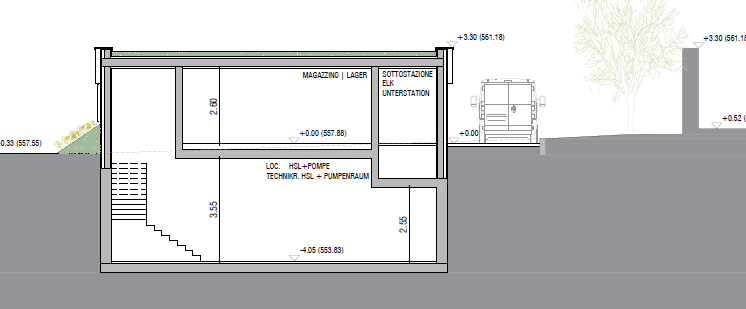 +3.30 (561.18)
+3.30 (561.18
MAGAZZINO | LAGER
SOTTOSTAZIONE
ELK
UNTERSTATION
2.60
+0.00 (557.88)
+0.00
+0.52 (
0.33 (557.55)
LOC. HSL+POMPE
TECHNIKR. HSL + PUMPENRAUM
3.55
2.55
-4.05 (553.83)